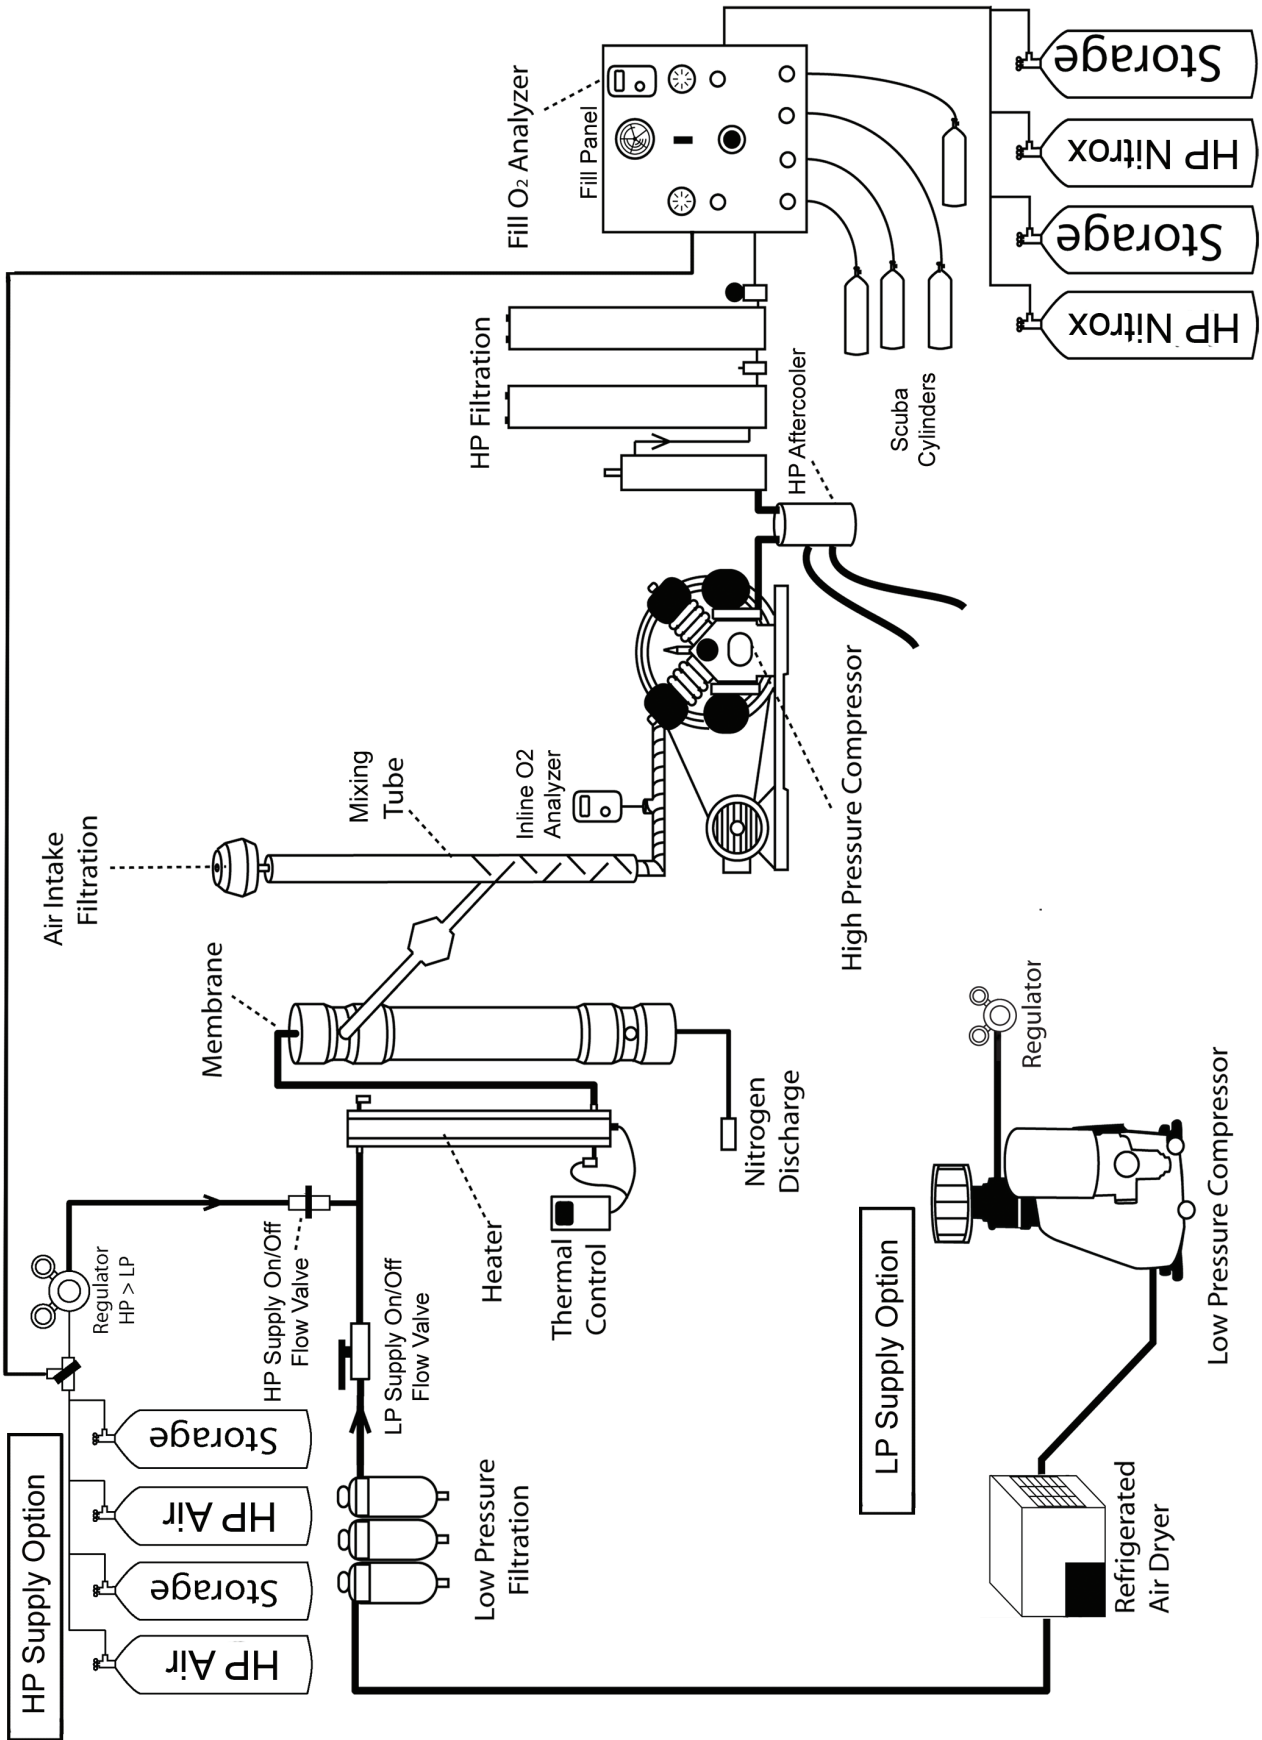 HP Supply Option
HP Air
Storage
HP Air
Storage
Regulator
HP > LP
HP Supply On/Off
Flow Valve
LP Supply On/Off
Flow Valve
Low Pressure
Filtration
Heater
Thermal
Control
Membrane
Nitrogen
Discharge
Air Intake
Filtration
Mixing
Tube
Inline O2
Analyzer
High Pressure Compressor
HP Aftercooler
HP Filtration
Fill O₂ Analyzer
Fill Panel
Scuba
Cylinders
HP Nitrox
Storage
HP Nitrox
Storage
LP Supply Option
Refrigerated
Air Dryer
Low Pressure Compressor
Regulator